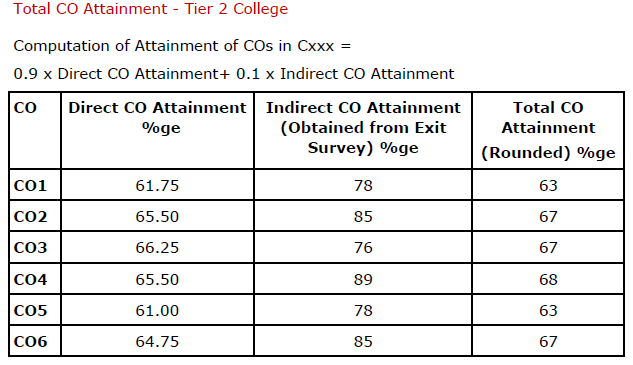 Total CO Attainment - Tier 2 College
Computation of Attainment of COs in Cxxx =
0.9 x Direct CO Attainment+ 0.1 x Indirect CO Attainment
CO Direct CO Attainment %ge Indirect CO Attainment (Obtained from Exit Survey) %ge Total CO Attainment (Rounded) %ge
CO1 61.75 78 63
CO2 65.50 85 67
CO3 66.25 76 67
CO4 65.50 89 68
CO5 61.00 78 63
CO6 64.75 85 67